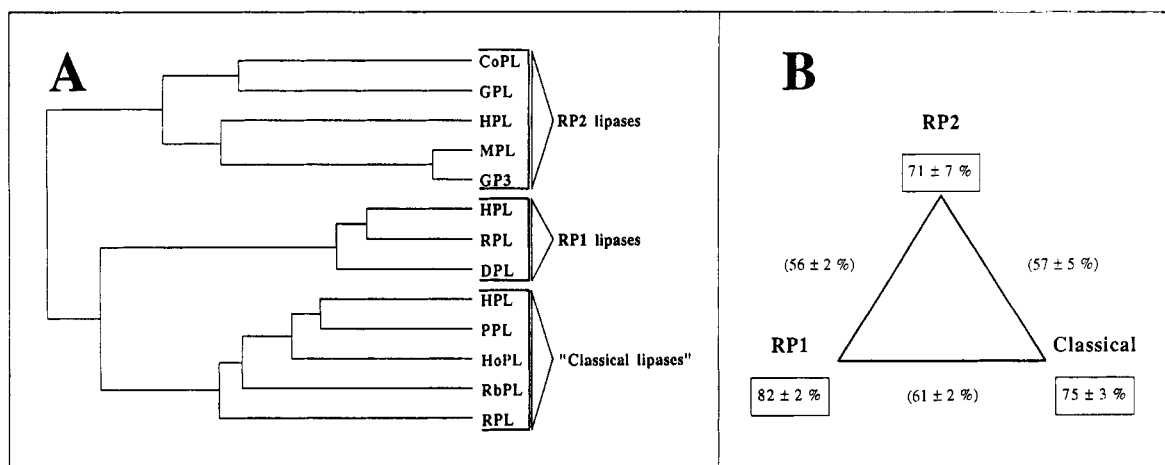 A
CoPL
GPL
HPL
MPL
GP3
RP2 lipases
HPL
RPL
DPL
RP1 lipases
HPL
PPL
HoPL
RbPL
RPL
"Classical lipases"
B
RP2
71 ± 7 %
(56 ± 2 %)
(57 ± 5 %)
RP1
Classical
82 ± 2 %
(61 ± 2 %)
75 ± 3 %